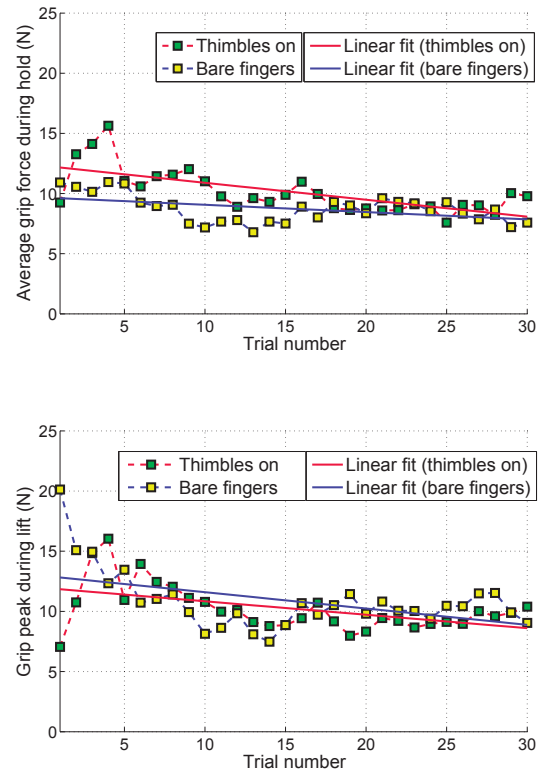 25
20
15
10
5
0
Average grip force during hold (N)
Thimbles on
Bare fingers
Linear fit (thimbles on)
Linear fit (bare fingers)
5
10
15
20
25
30
Trial number
25
20
15
10
5
0
Grip peak during lift (N)
Thimbles on
Bare fingers
Linear fit (thimbles on)
Linear fit (bare fingers)
5
10
15
20
25
30
Trial number